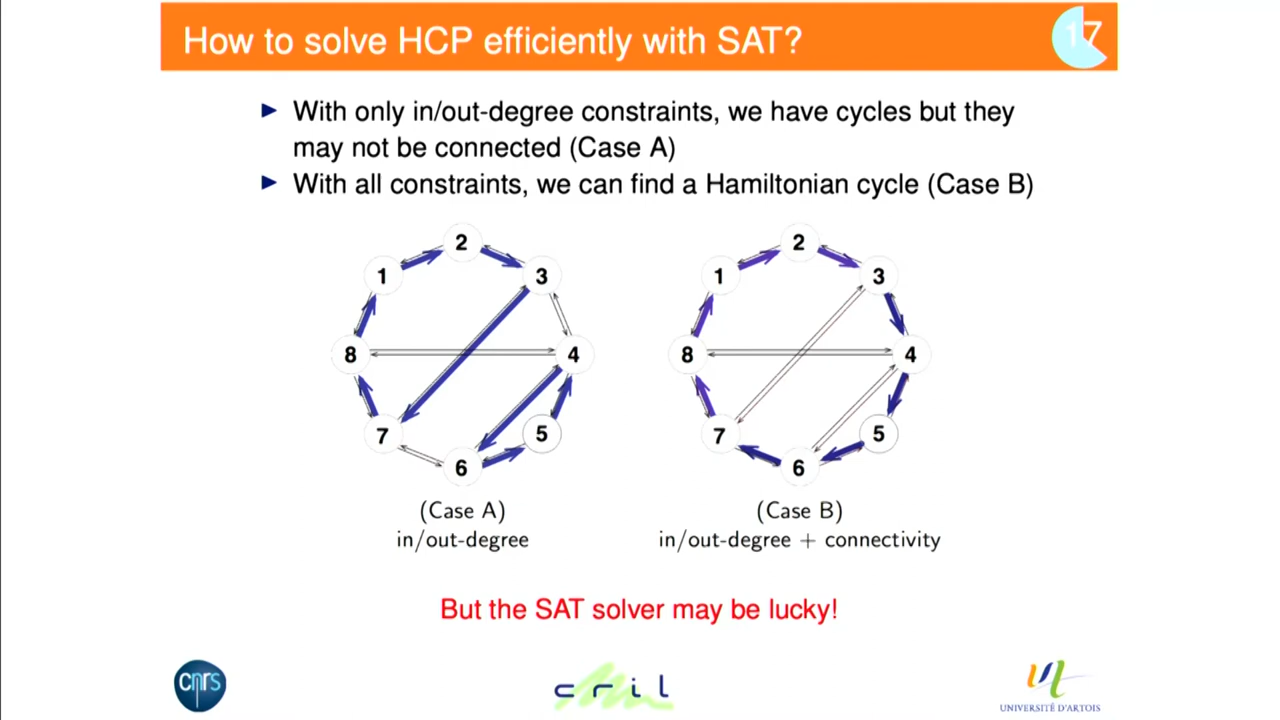 How to solve HCP efficiently with SAT?
17
With only in/out-degree constraints, we have cycles but they
may not be connected (Case A)
With all constraints, we can find a Hamiltonian cycle (Case B)
2
1
3
8
4
7
5
6
(Case A)
in/out-degree
2
1
3
8
4
7
5
6
(Case B)
in/out-degree + connectivity
But the SAT solver may be lucky!
cnrs
cril
UNIVERSITÉ D'ARTOIS